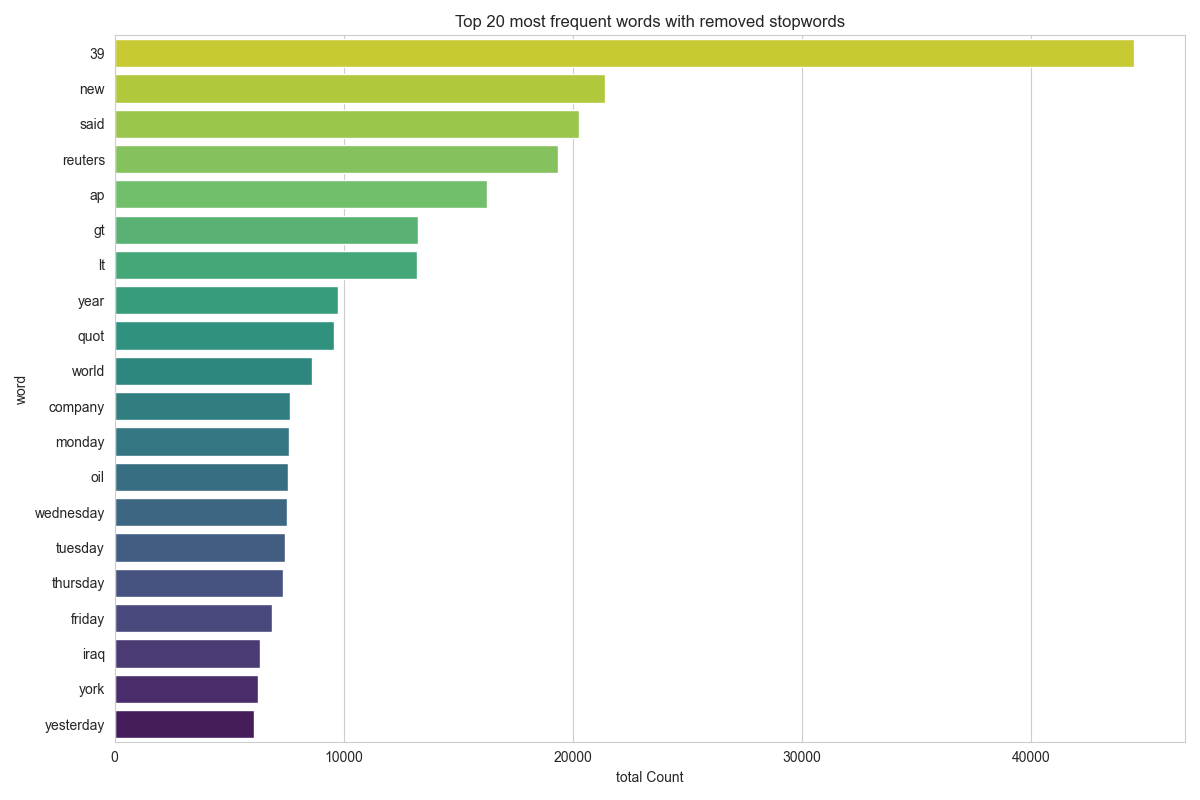 Top 20 most frequent words with removed stopwords
39
new
said
reuters
ap
gt
lt
year
quot
world
company
monday
oil
wednesday
tuesday
thursday
friday
iraq
york
yesterday
word
0 10000 20000 30000 40000
total Count